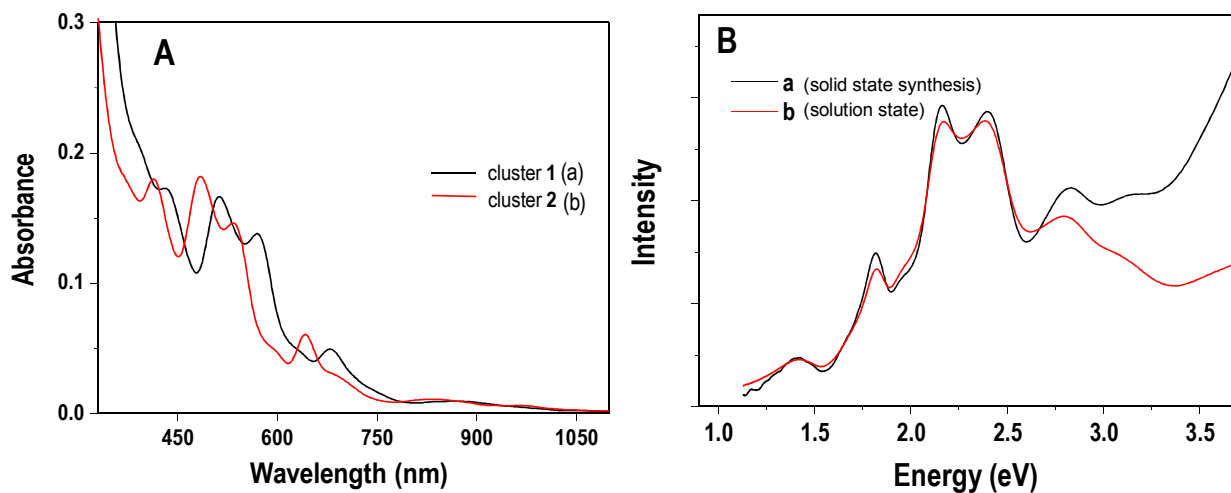 A
0.3
0.2
0.1
0.0
Absorbance
450
600
750
900
1050
Wavelength (nm)
cluster 1 (a)
cluster 2 (b)
B
a (solid state synthesis)
b (solution state)
Intensity
1.0
1.5
2.0
2.5
3.0
3.5
Energy (eV)